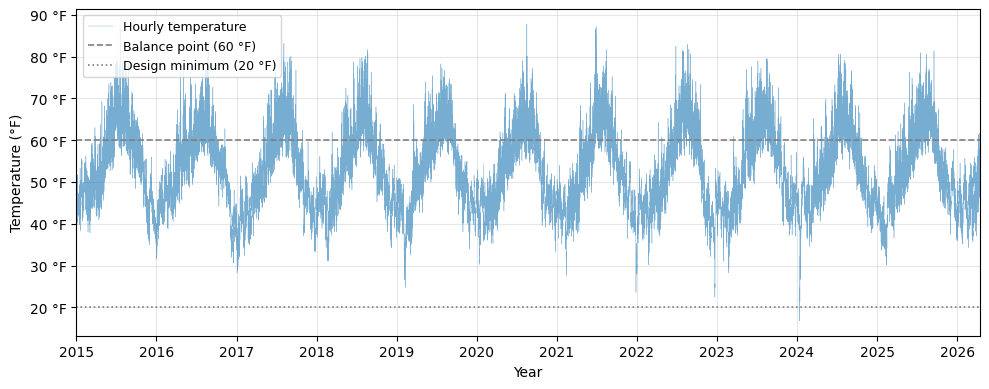 Hourly temperature
Balance point (60 °F)
Design minimum (20 °F)
90 °F
80 °F
70 °F
60 °F
50 °F
40 °F
30 °F
20 °F
Temperature (°F)
2015 2016 2017 2018 2019 2020 2021 2022 2023 2024 2025 2026
Year